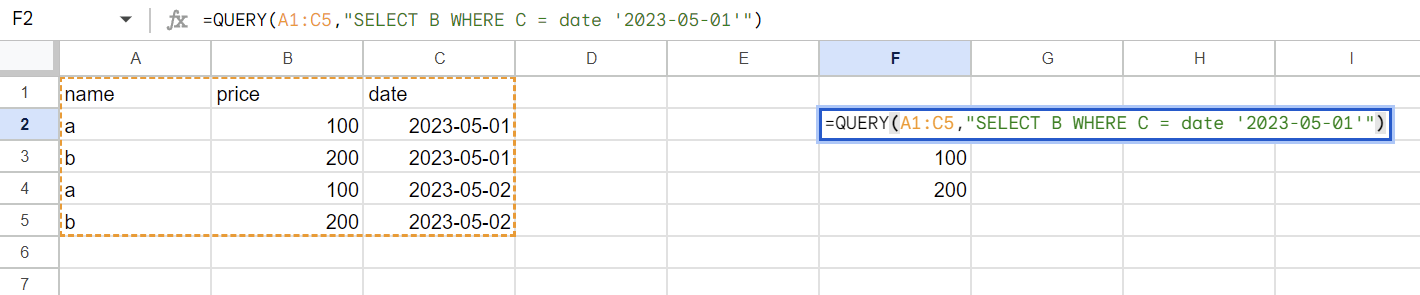 F2 fx =QUERY(A1:C5,"SELECT B WHERE C = date '2023-05-01'")
A B C D E F G H I
1 name price date
2 a 100 2023-05-01 =QUERY(A1:C5,"SELECT B WHERE C = date '2023-05-01'")
3 b 200 2023-05-01 100
4 a 100 2023-05-02 200
5 b 200 2023-05-02
6
7